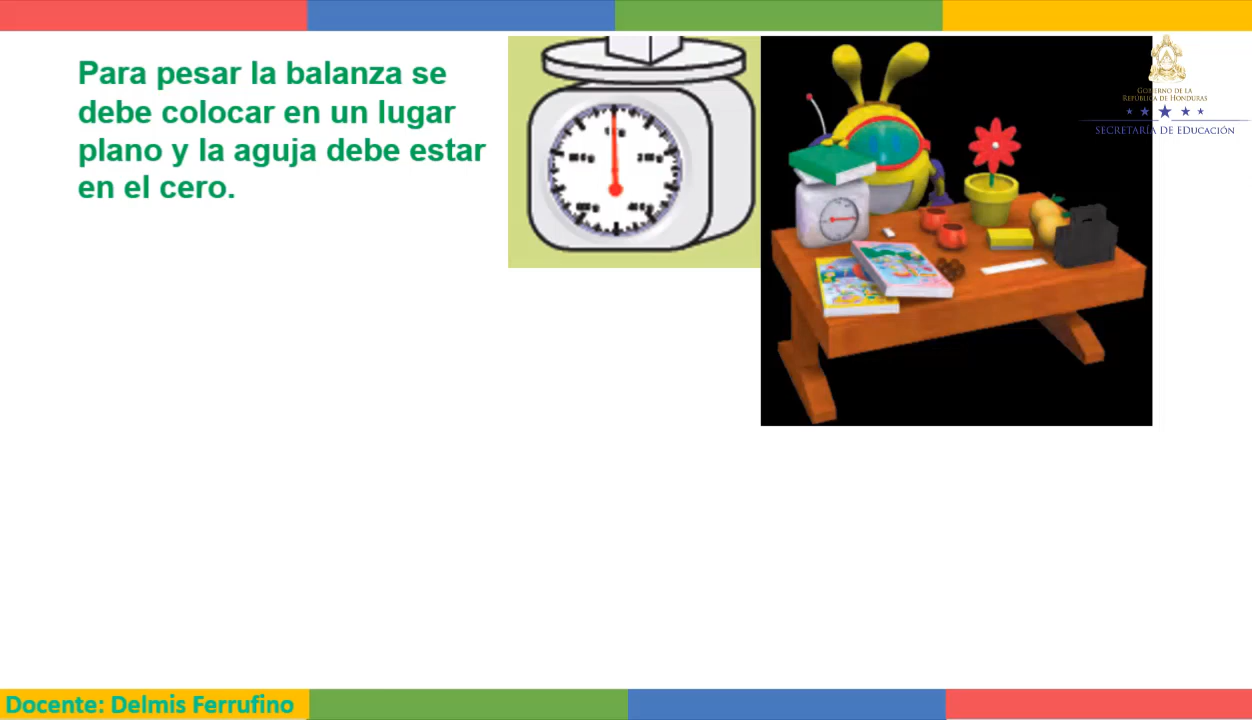 Para pesar la balanza se
debe colocar en un lugar
plano y la aguja debe estar
en el cero.
200g
GOBIERNO DE LA
REPÚBLICA DE HONDURAS
SECRETARÍA DE EDUCACIÓN
Docente: Delmis Ferrufino